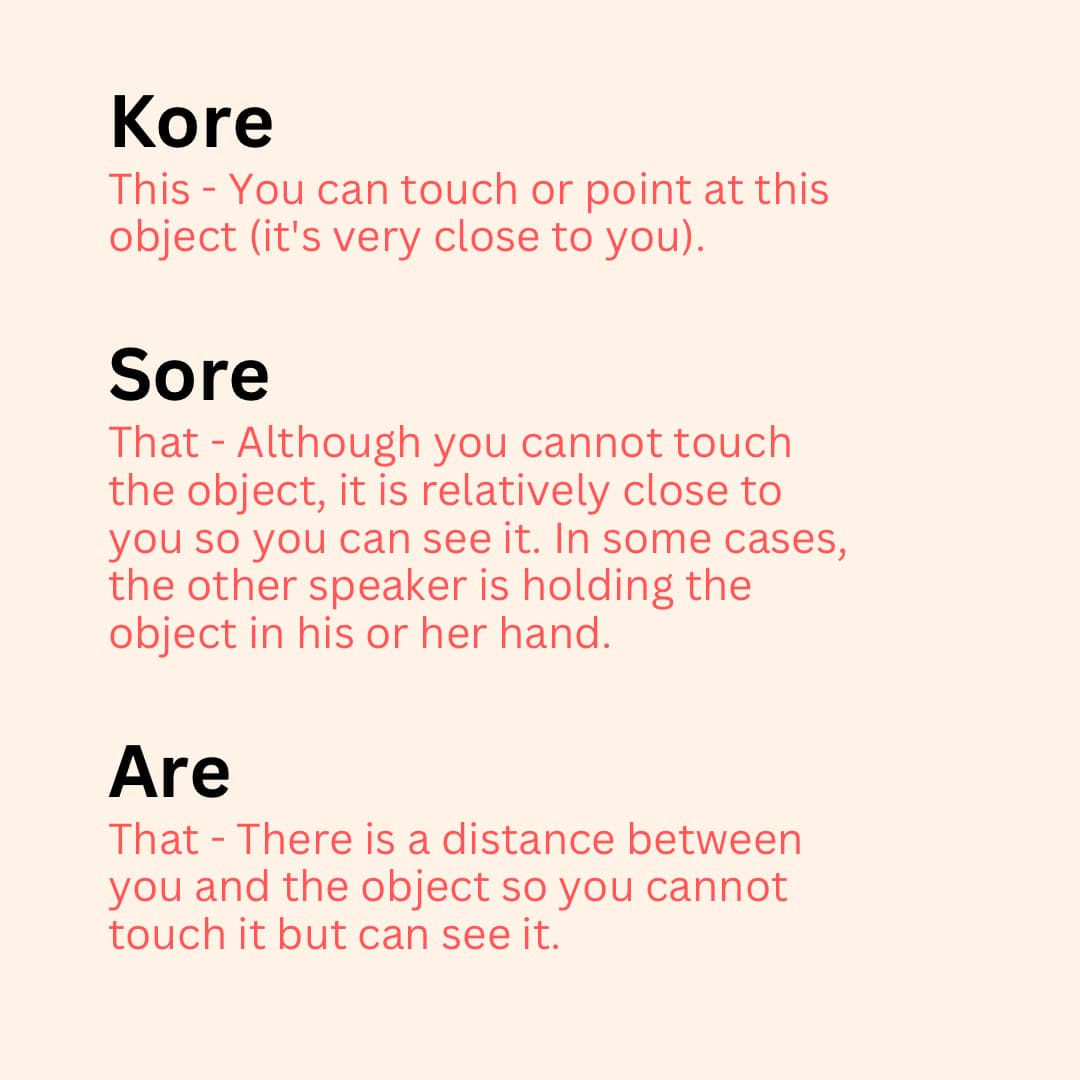 Kore
This - You can touch or point at this
object (it's very close to you).
Sore
That - Although you cannot touch
the object, it is relatively close to
you so you can see it. In some cases,
the other speaker is holding the
object in his or her hand.
Are
That - There is a distance between
you and the object so you cannot
touch it but can see it.